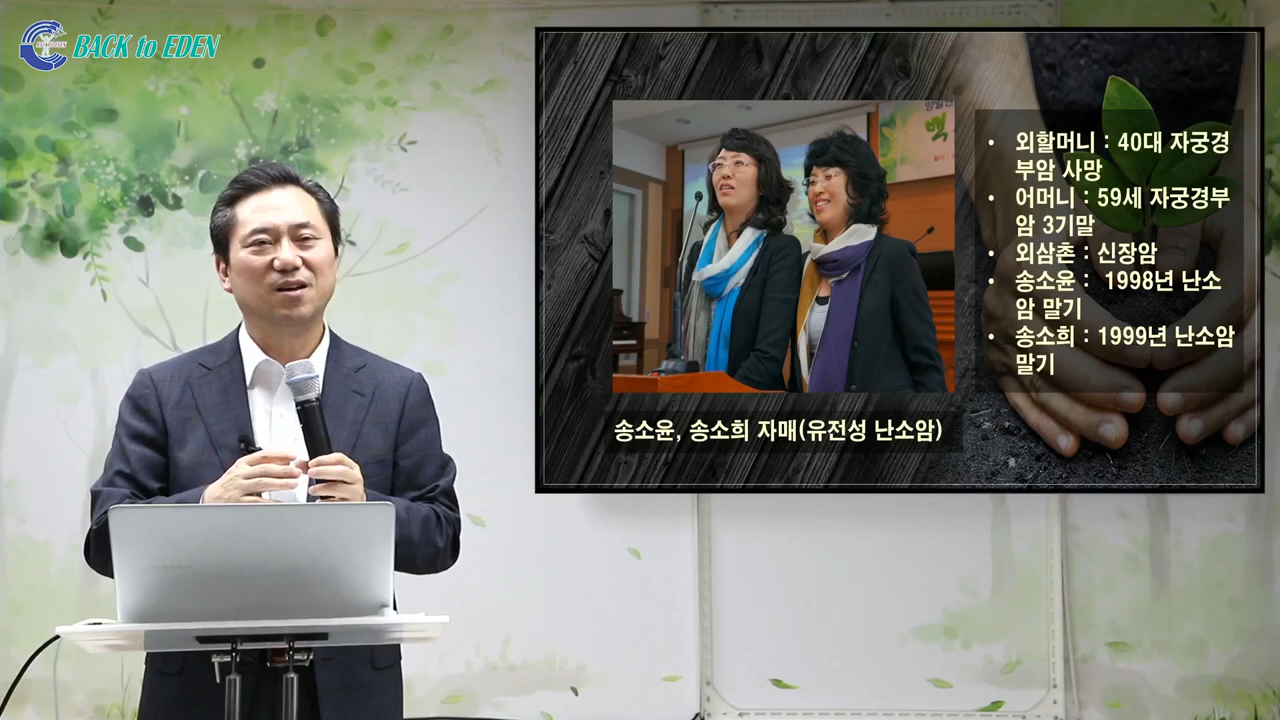 BACK to EDEN
백
• 외할머니 : 40대 자궁경
부암 사망
• 어머니 : 59세 자궁경부
암 3기말
• 외삼촌 : 신장암
• 송소윤 : 1998년 난소
암 말기
• 송소희 : 1999년 난소암
말기
송소윤, 송소희 자매(유전성 난소암)